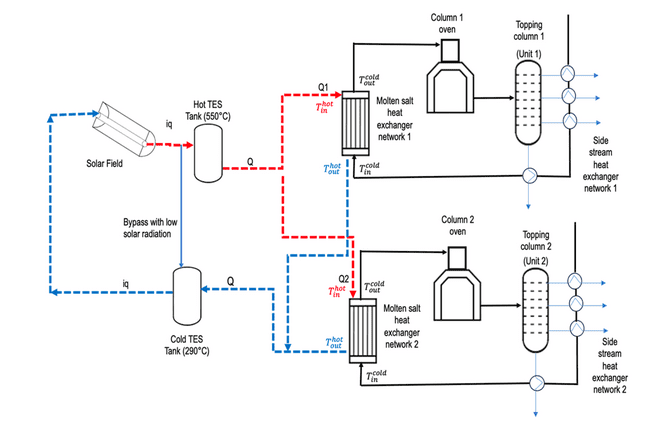 Column 1
oven
Topping
column 1
(Unit 1)
Hot TES
Tank (550°C)
iq
Solar Field
Q
Q1
T_in^hot
T_out^cold
Molten salt
heat
exchanger
network 1
T_out^hot
T_in^cold
Side
stream
heat
exchanger
network 1
Bypass with low
solar radiation
iq
Q
Cold TES
Tank (290°C)
Column 2
oven
Topping
column 2
(Unit 2)
Q2
T_in^hot
T_out^cold
Molten salt
heat
exchanger
network 2
T_out^hot
T_in^cold
Side
stream
heat
exchanger
network 2